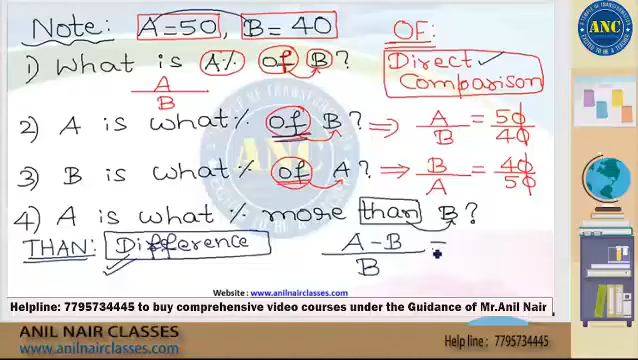 Note: A=50, B=40 OF:
1) What is A% of B? Direct ✓
A/B Comparison
2) A is what % of B? ⇒ A/B = 50/40
3) B is what % of A? ⇒ B/A = 40/50
4) A is what % more than B?
THAN: Difference A-B/B =
Website : www.anilnairclasses.com
Helpline: 7795734445 to buy comprehensive video courses under the Guidance of Mr.Anil Nair
ANIL NAIR CLASSES
www.anilnairclasses.com Help line : 7795734445
ANC
ANC